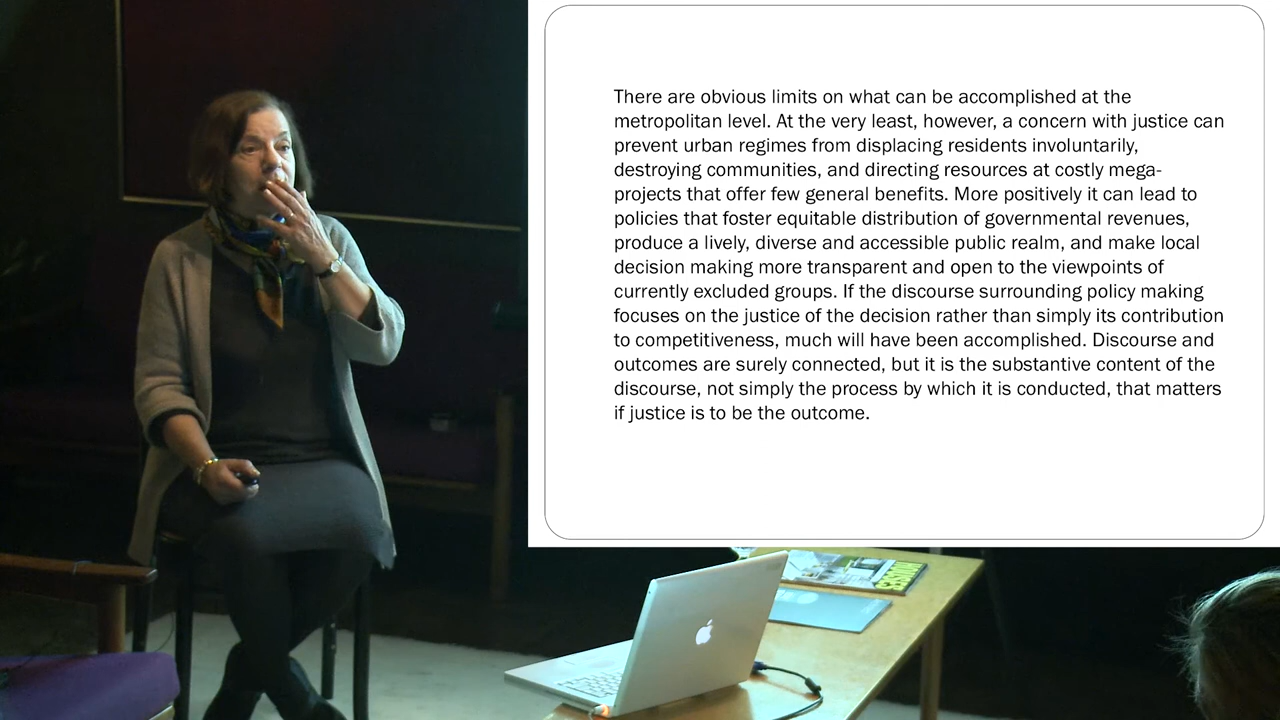 There are obvious limits on what can be accomplished at the
metropolitan level. At the very least, however, a concern with justice can
prevent urban regimes from displacing residents involuntarily,
destroying communities, and directing resources at costly mega-
projects that offer few general benefits. More positively it can lead to
policies that foster equitable distribution of governmental revenues,
produce a lively, diverse and accessible public realm, and make local
decision making more transparent and open to the viewpoints of
currently excluded groups. If the discourse surrounding policy making
focuses on the justice of the decision rather than simply its contribution
to competitiveness, much will have been accomplished. Discourse and
outcomes are surely connected, but it is the substantive content of the
discourse, not simply the process by which it is conducted, that matters
if justice is to be the outcome.